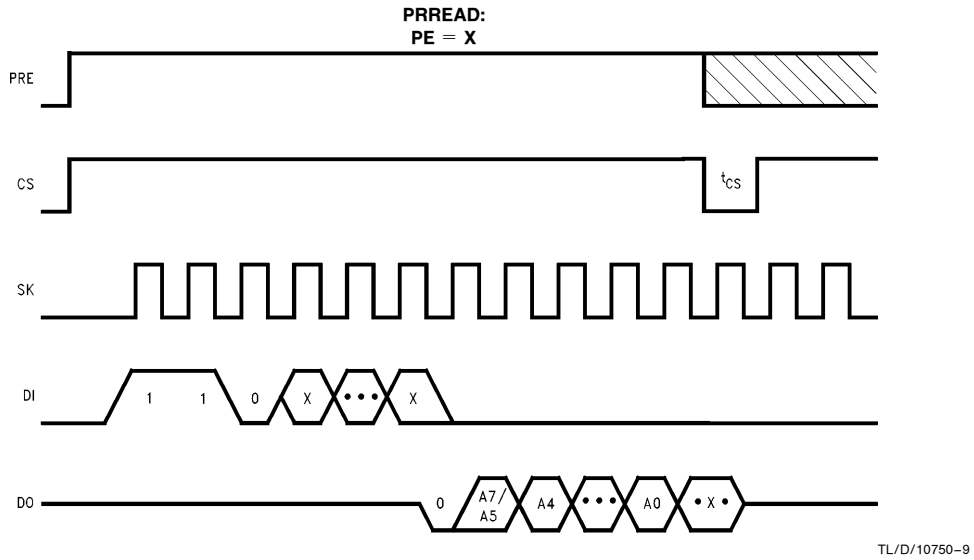 PRREAD:
PE = X
PRE
CS
tCS
SK
DI
1 1 0 X ••• X
DO
0 A7/A5 A4 ••• A0 •X•
TL/D/10750–9